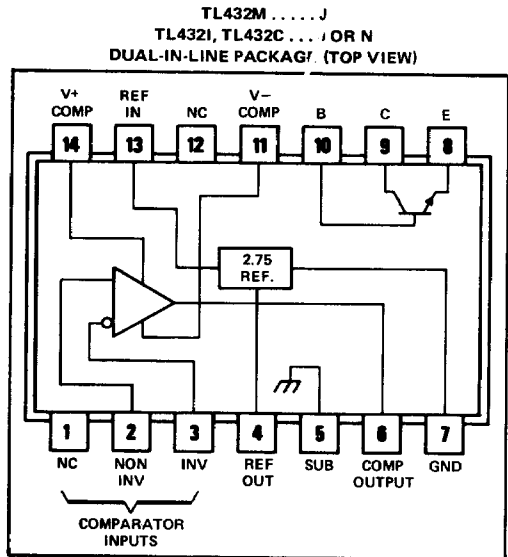 TL432M ..... J
TL432I, TL432C ... J OR N
DUAL-IN-LINE PACKAGE (TOP VIEW)
V+ COMP
REF IN
NC
V− COMP
B
C
E
14
13
12
11
10
9
8
2.75 REF.
1
2
3
4
5
6
7
NC
NON INV
INV
REF OUT
SUB
COMP OUTPUT
GND
COMPARATOR INPUTS